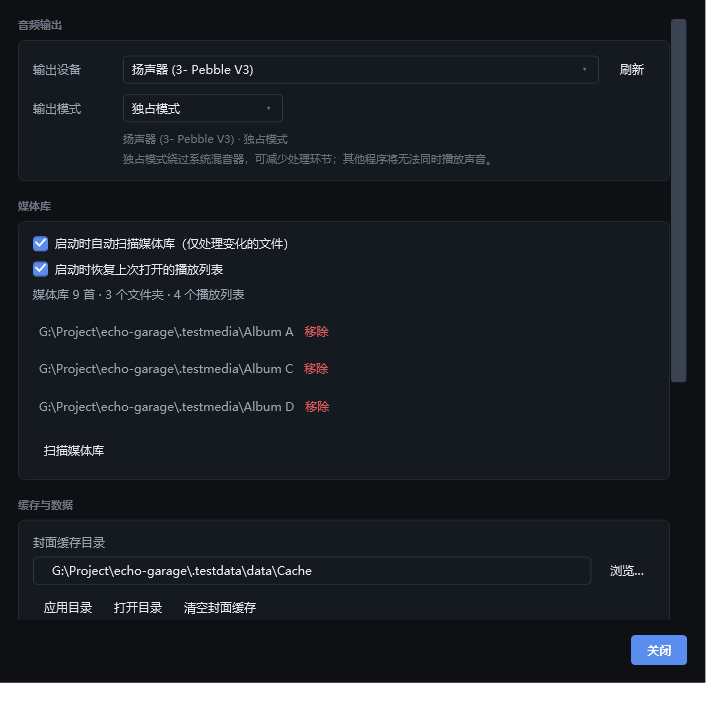 音频输出
输出设备 扬声器 (3- Pebble V3) 刷新
输出模式 独占模式
扬声器 (3- Pebble V3) · 独占模式
独占模式绕过系统混音器，可减少处理环节；其他程序将无法同时播放声音。
媒体库
启动时自动扫描媒体库（仅处理变化的文件）
启动时恢复上次打开的播放列表
媒体库 9 首 · 3 个文件夹 · 4 个播放列表
G:\Project\echo-garage\.testmedia\Album A 移除
G:\Project\echo-garage\.testmedia\Album C 移除
G:\Project\echo-garage\.testmedia\Album D 移除
扫描媒体库
缓存与数据
封面缓存目录
G:\Project\echo-garage\.testdata\data\Cache 浏览...
应用目录 打开目录 清空封面缓存
关闭